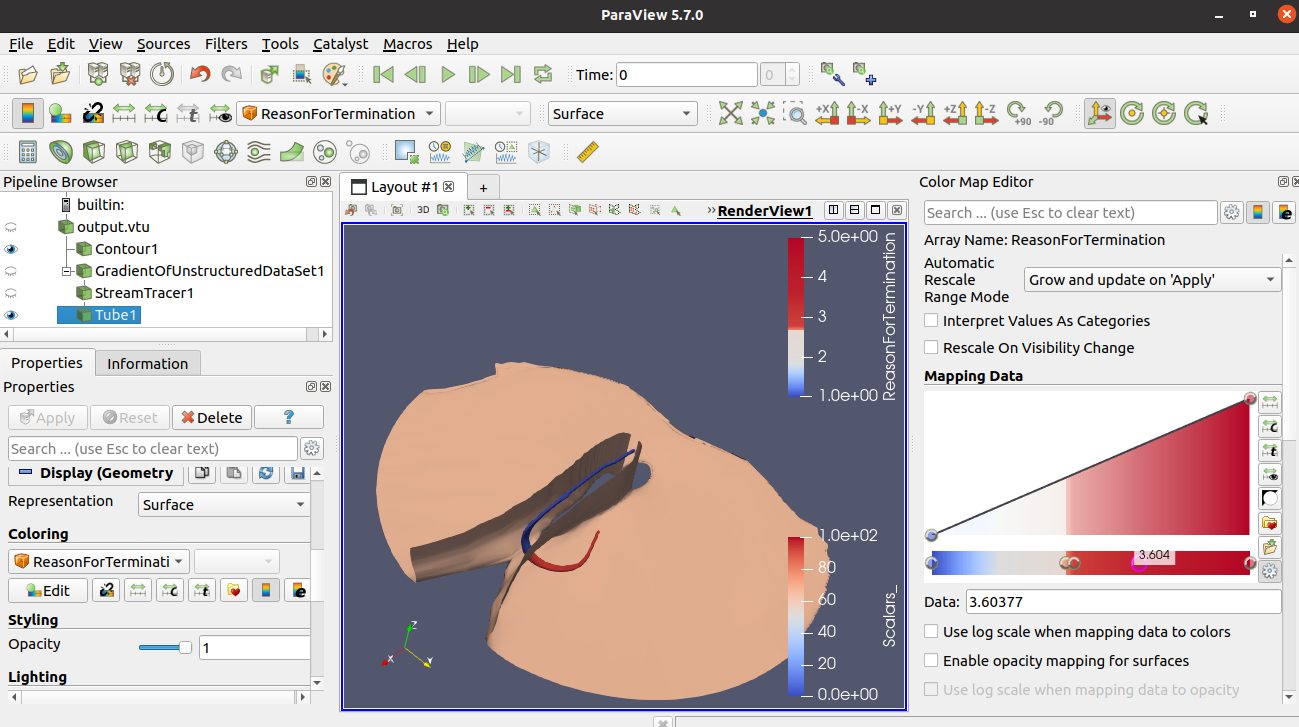 ParaView 5.7.0
File Edit View Sources Filters Tools Catalyst Macros Help
Time: 0 0
ReasonForTermination Surface +X -X +Y -Y +Z -Z +90 -90
Pipeline Browser
builtin:
output.vtu
Contour1
GradientOfUnstructuredDataSet1
StreamTracer1
Tube1
Properties Information
Properties
Apply Reset Delete ?
Search ... (use Esc to clear text)
Display (Geometry
Representation Surface
Coloring
ReasonForTerminati
Edit
Styling
Opacity 1
Lighting
Layout #1 +
3D » RenderView1
5.0e+00
4
3
2
1.0e+00
ReasonForTermination
1.0e+02
80
60
40
20
0.0e+00
Scalars_
Z
X
Y
Color Map Editor
Search ... (use Esc to clear text)
Array Name: ReasonForTermination
Automatic
Rescale
Range Mode
Grow and update on 'Apply'
Interpret Values As Categories
Rescale On Visibility Change
Mapping Data
3.604
Data: 3.60377
Use log scale when mapping data to colors
Enable opacity mapping for surfaces
Use log scale when mapping data to opacity